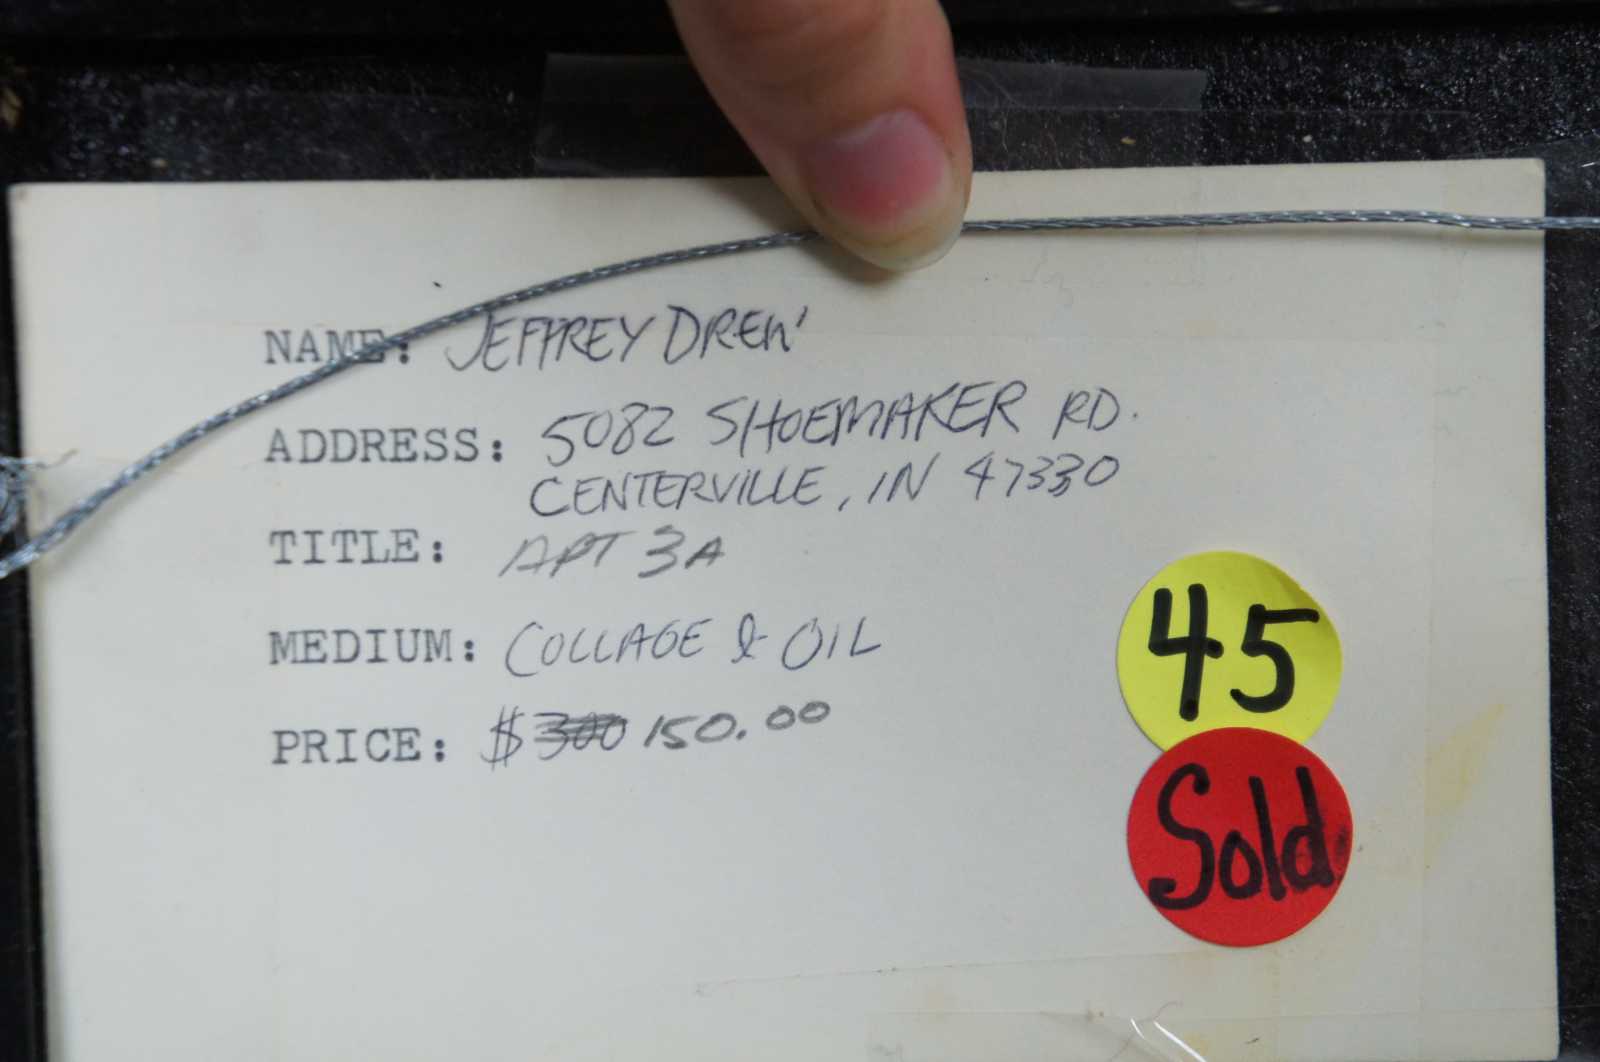 NAME: JEFFREY DREW
ADDRESS: 5082 SHOEMAKER RD.
CENTERVILLE, IN 47330
TITLE: APT 3A
MEDIUM: COLLAGE & OIL
PRICE: $300 150.00
45
Sold